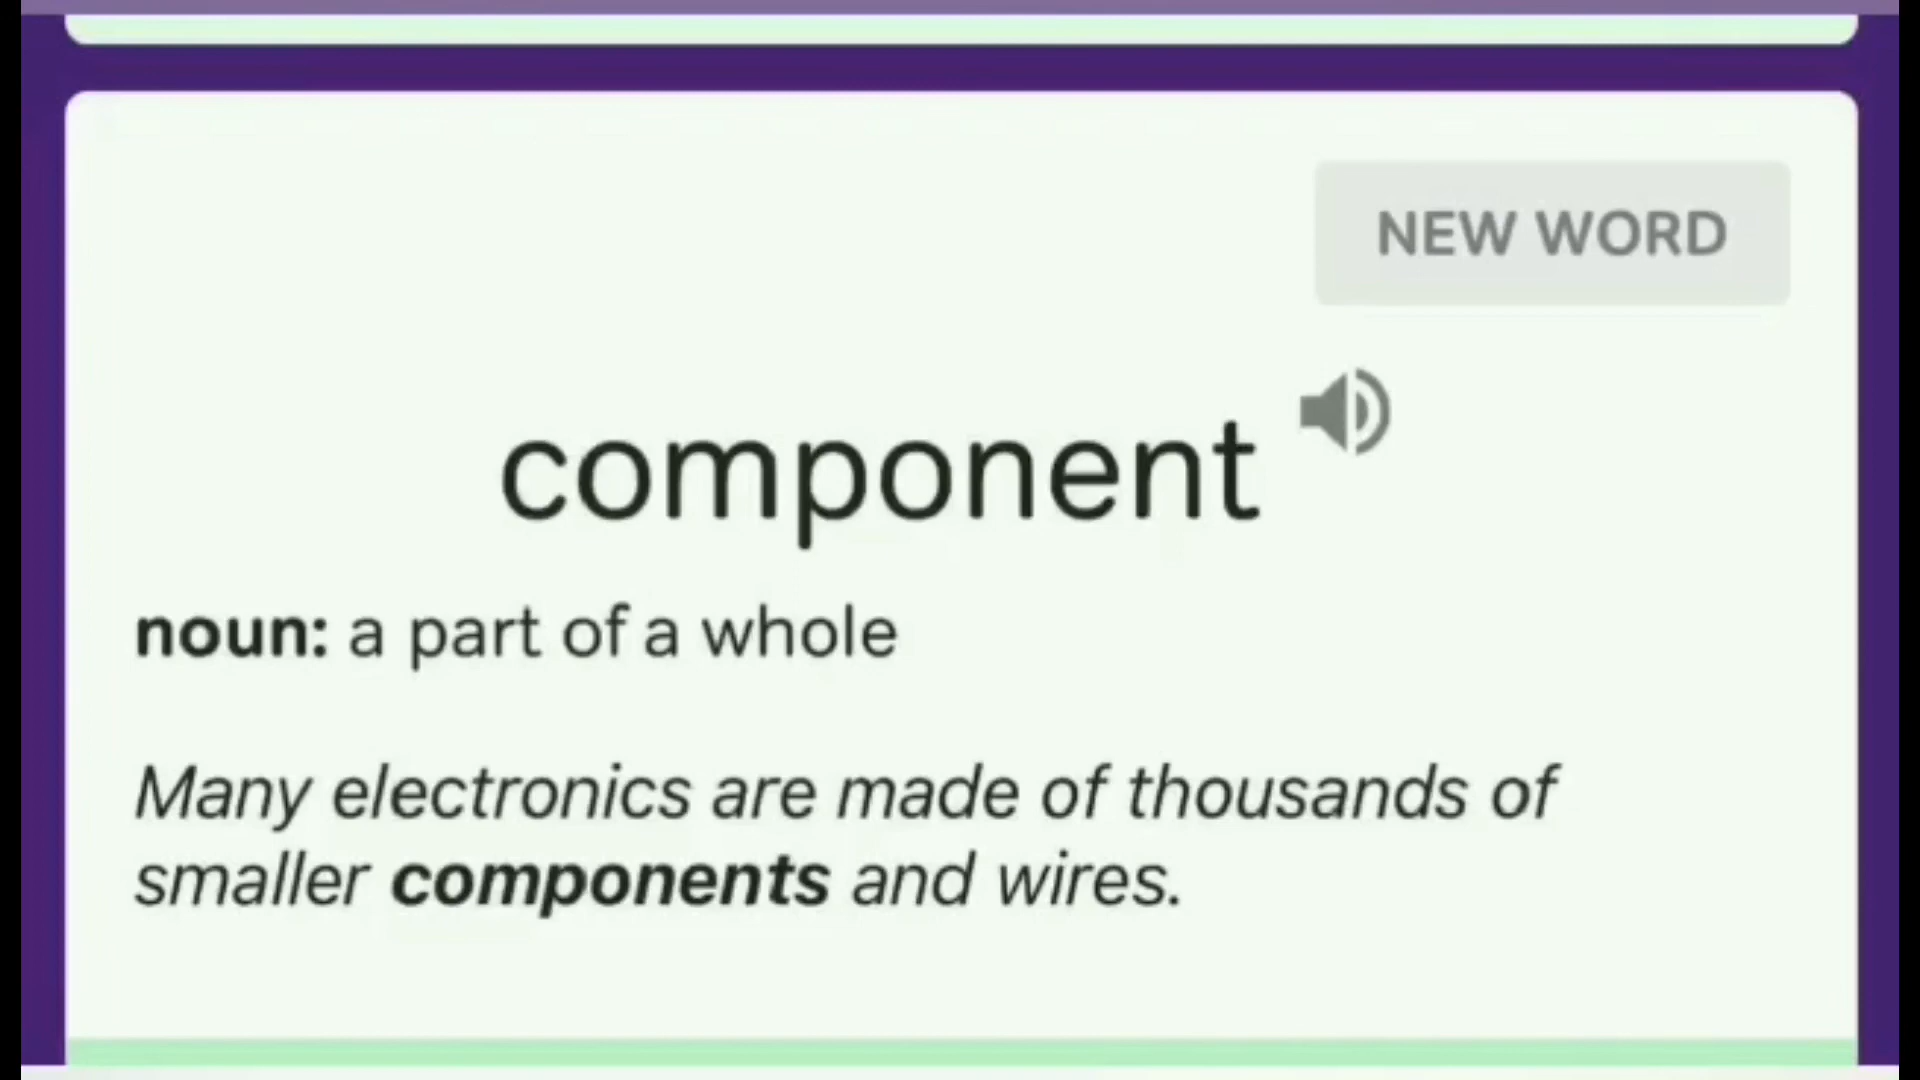 NEW WORD
component
noun: a part of a whole
Many electronics are made of thousands of
smaller components and wires.